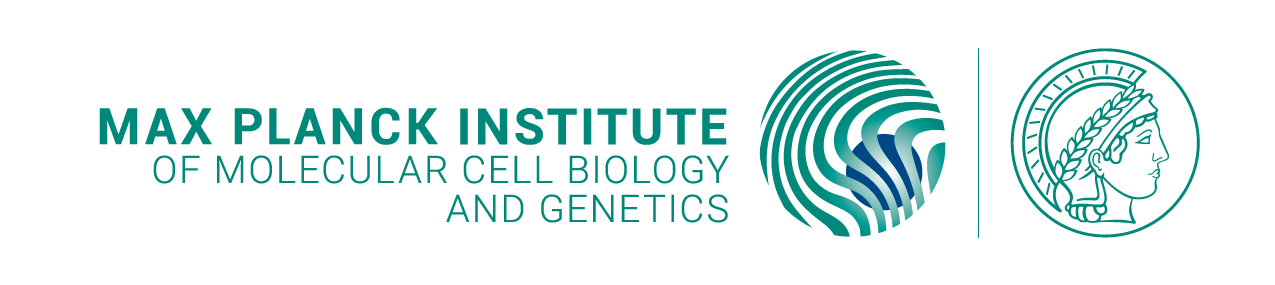 MAX PLANCK INSTITUTE
OF MOLECULAR CELL BIOLOGY
AND GENETICS